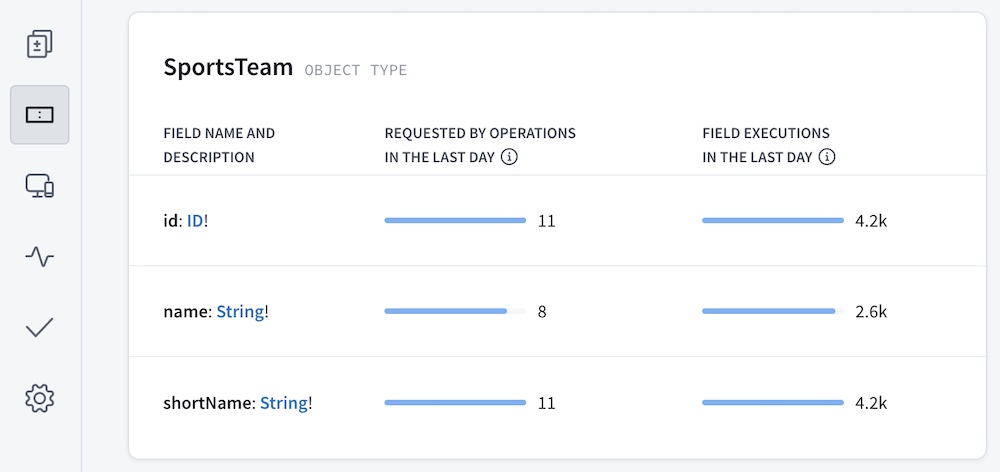 SportsTeam OBJECT TYPE
FIELD NAME AND DESCRIPTION
REQUESTED BY OPERATIONS IN THE LAST DAY
FIELD EXECUTIONS IN THE LAST DAY
id: ID! 11 4.2k
name: String! 8 2.6k
shortName: String! 11 4.2k